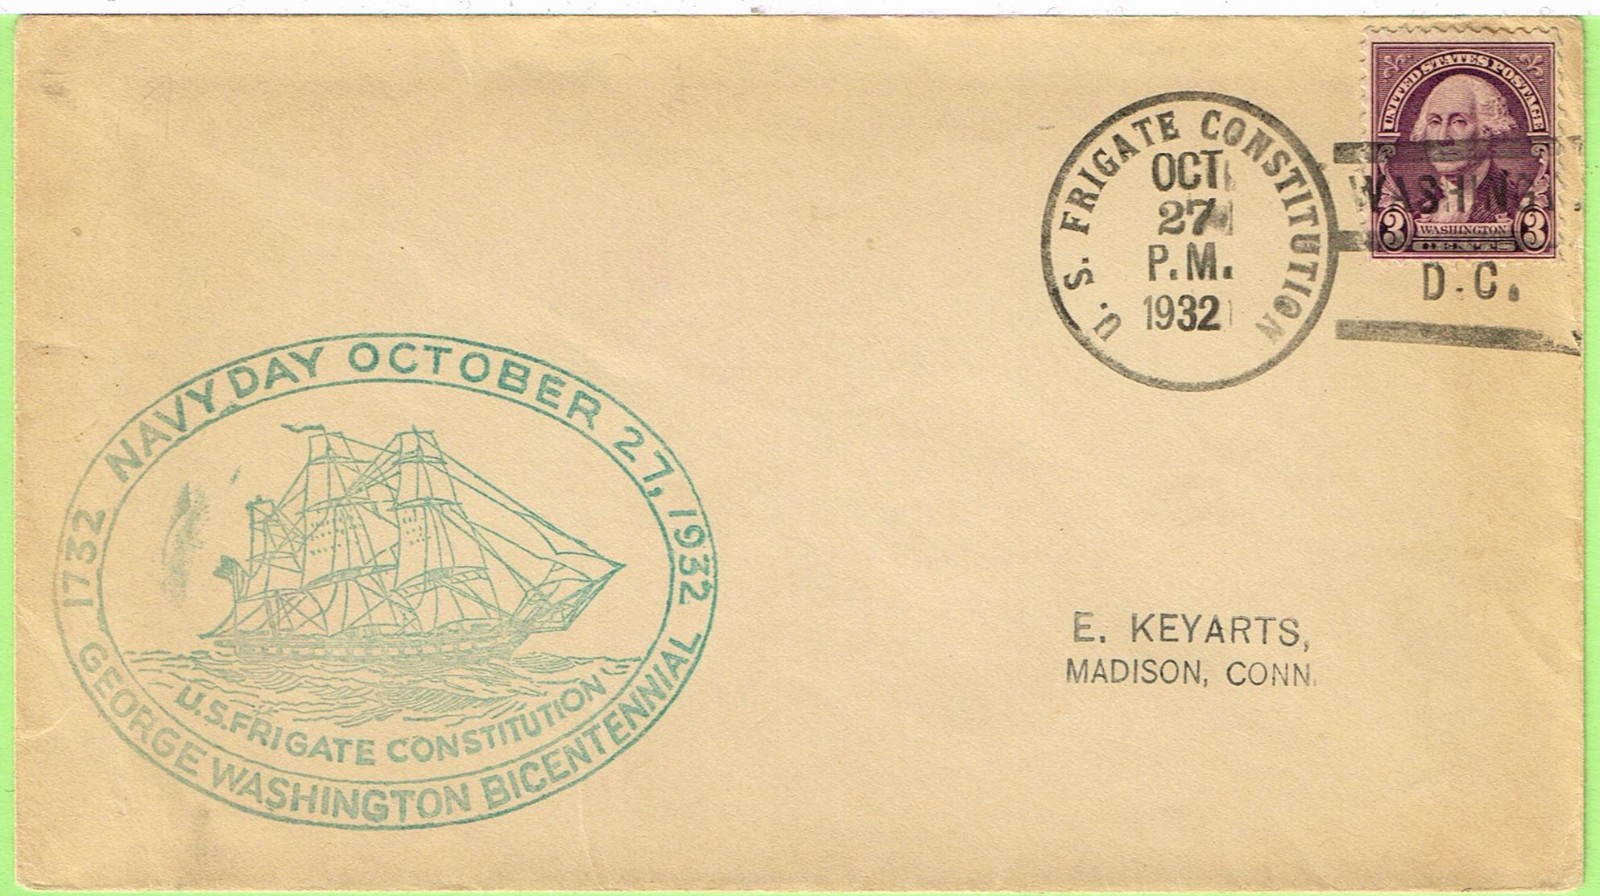 UNITED STATES POSTAGE
3 WASHINGTON 3
CENTS
U. S. FRIGATE CONSTITUTION
OCT
27
P.M.
1932
D.C.
1732 NAVY DAY OCTOBER 27, 1932
U.S. FRIGATE CONSTITUTION
GEORGE WASHINGTON BICENTENNIAL
E. KEYARTS,
MADISON, CONN.